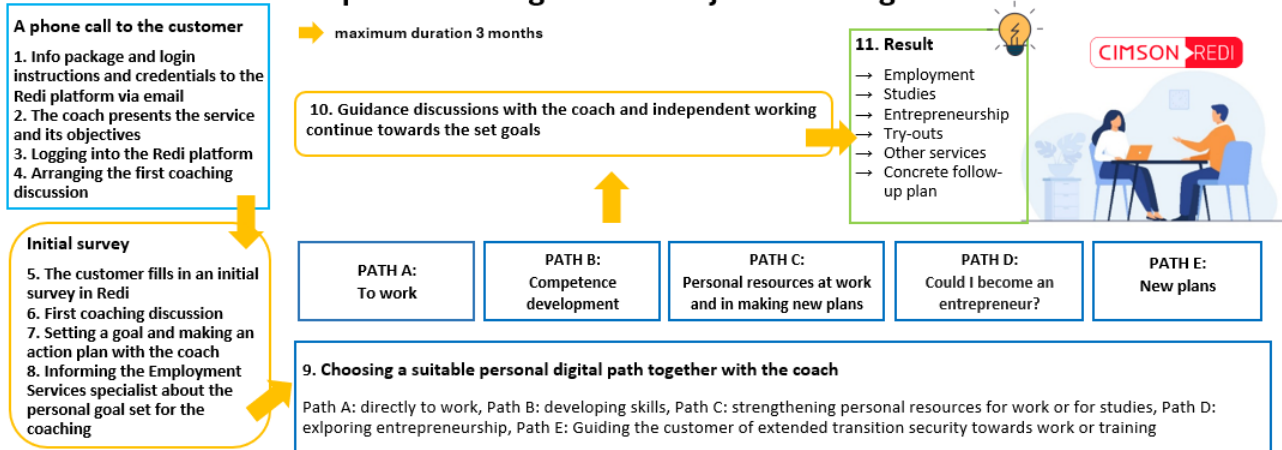 maximum duration 3 months
A phone call to the customer
1. Info package and login
instructions and credentials to the
Redi platform via email
2. The coach presents the service
and its objectives
3. Logging into the Redi platform
4. Arranging the first coaching
discussion
Initial survey
5. The customer fills in an initial
survey in Redi
6. First coaching discussion
7. Setting a goal and making an
action plan with the coach
8. Informing the Employment
Services specialist about the
personal goal set for the
coaching
9. Choosing a suitable personal digital path together with the coach
Path A: directly to work, Path B: developing skills, Path C: strengthening personal resources for work or for studies, Path D:
exlporing entrepreneurship, Path E: Guiding the customer of extended transition security towards work or training
PATH A:
To work
PATH B:
Competence
development
PATH C:
Personal resources at work
and in making new plans
PATH D:
Could I become an
entrepreneur?
PATH E:
New plans
10. Guidance discussions with the coach and independent working
continue towards the set goals
11. Result
→ Employment
→ Studies
→ Entrepreneurship
→ Try-outs
→ Other services
→ Concrete follow-
up plan
CIMSON REDI